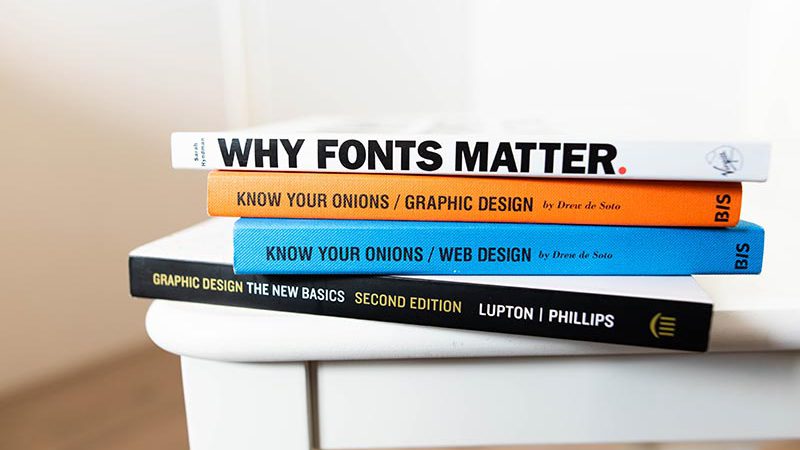 Sarah Hyndman WHY FONTS MATTER. Virgin
KNOW YOUR ONIONS / GRAPHIC DESIGN by Drew de Soto BIS
KNOW YOUR ONIONS / WEB DESIGN by Drew de Soto BIS
GRAPHIC DESIGN THE NEW BASICS SECOND EDITION LUPTON | PHILLIPS